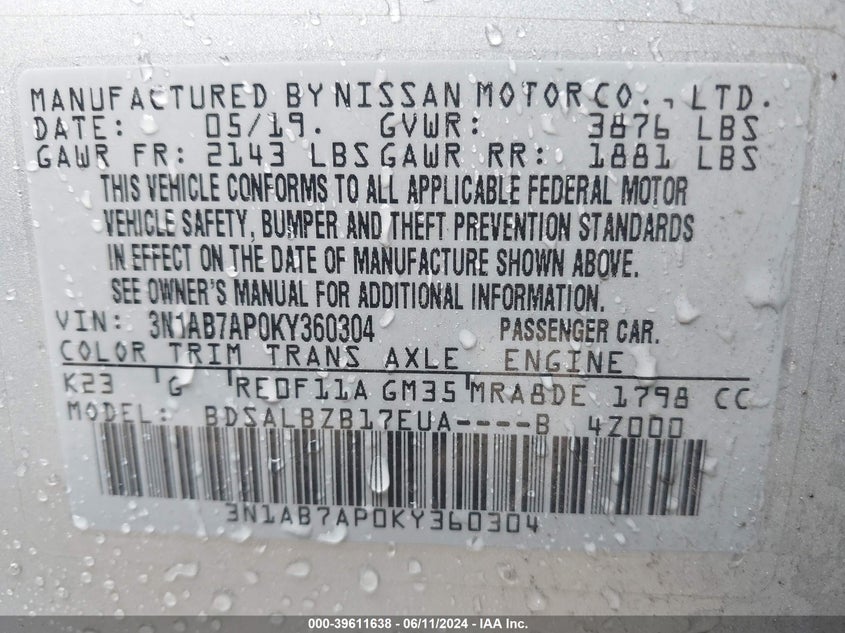 MANUFACTURED BY NISSAN MOTOR CO., LTD.
DATE: 05/19. GVWR: 3876 LBS
GAWR FR: 2143 LBS GAWR RR: 1881 LBS
THIS VEHICLE CONFORMS TO ALL APPLICABLE FEDERAL MOTOR
VEHICLE SAFETY, BUMPER AND THEFT PREVENTION STANDARDS
IN EFFECT ON THE DATE OF MANUFACTURE SHOWN ABOVE.
SEE OWNER'S MANUAL FOR ADDITIONAL INFORMATION.
VIN: 3N1AB7AP0KY360304 PASSENGER CAR.
COLOR TRIM TRANS AXLE ENGINE
K23 G RE0F11A GM35 MRA8DE 1798 CC
MODEL: BDSALBZB17EUA----B 4Z000
3N1AB7AP0KY360304
000-39611638 - 06/11/2024 - IAA Inc.